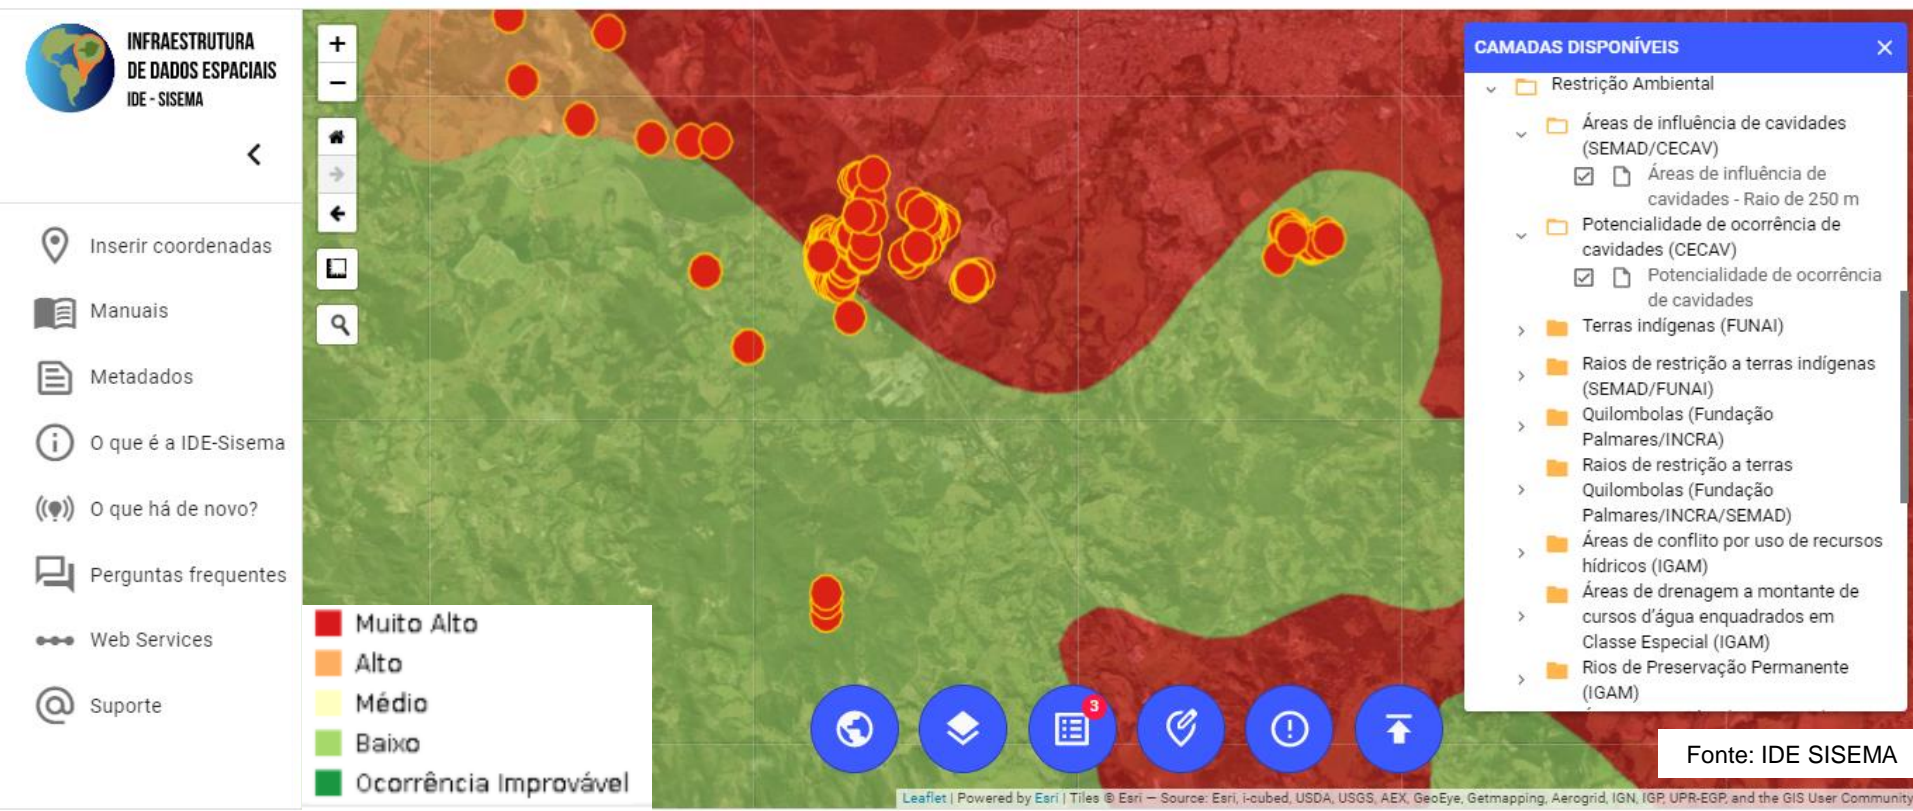 INFRAESTRUTURA
DE DADOS ESPACIAIS
IDE - SISEMA
Inserir coordenadas
Manuais
Metadados
O que é a IDE-Sisema
O que há de novo?
Perguntas frequentes
Web Services
Suporte
+
−
Muito Alto
Alto
Médio
Baixo
Ocorrência Improvável
3
CAMADAS DISPONÍVEIS
Restrição Ambiental
Áreas de influência de cavidades
(SEMAD/CECAV)
Áreas de influência de
cavidades - Raio de 250 m
Potencialidade de ocorrência de
cavidades (CECAV)
Potencialidade de ocorrência
de cavidades
Terras indígenas (FUNAI)
Raios de restrição a terras indígenas
(SEMAD/FUNAI)
Quilombolas (Fundação
Palmares/INCRA)
Raios de restrição a terras
Quilombolas (Fundação
Palmares/INCRA/SEMAD)
Áreas de conflito por uso de recursos
hídricos (IGAM)
Áreas de drenagem a montante de
cursos d'água enquadrados em
Classe Especial (IGAM)
Rios de Preservação Permanente
(IGAM)
Fonte: IDE SISEMA
Leaflet | Powered by Esri | Tiles © Esri — Source: Esri, i-cubed, USDA, USGS, AEX, GeoEye, Getmapping, Aerogrid, IGN, IGP, UPR-EGP, and the GIS User Community